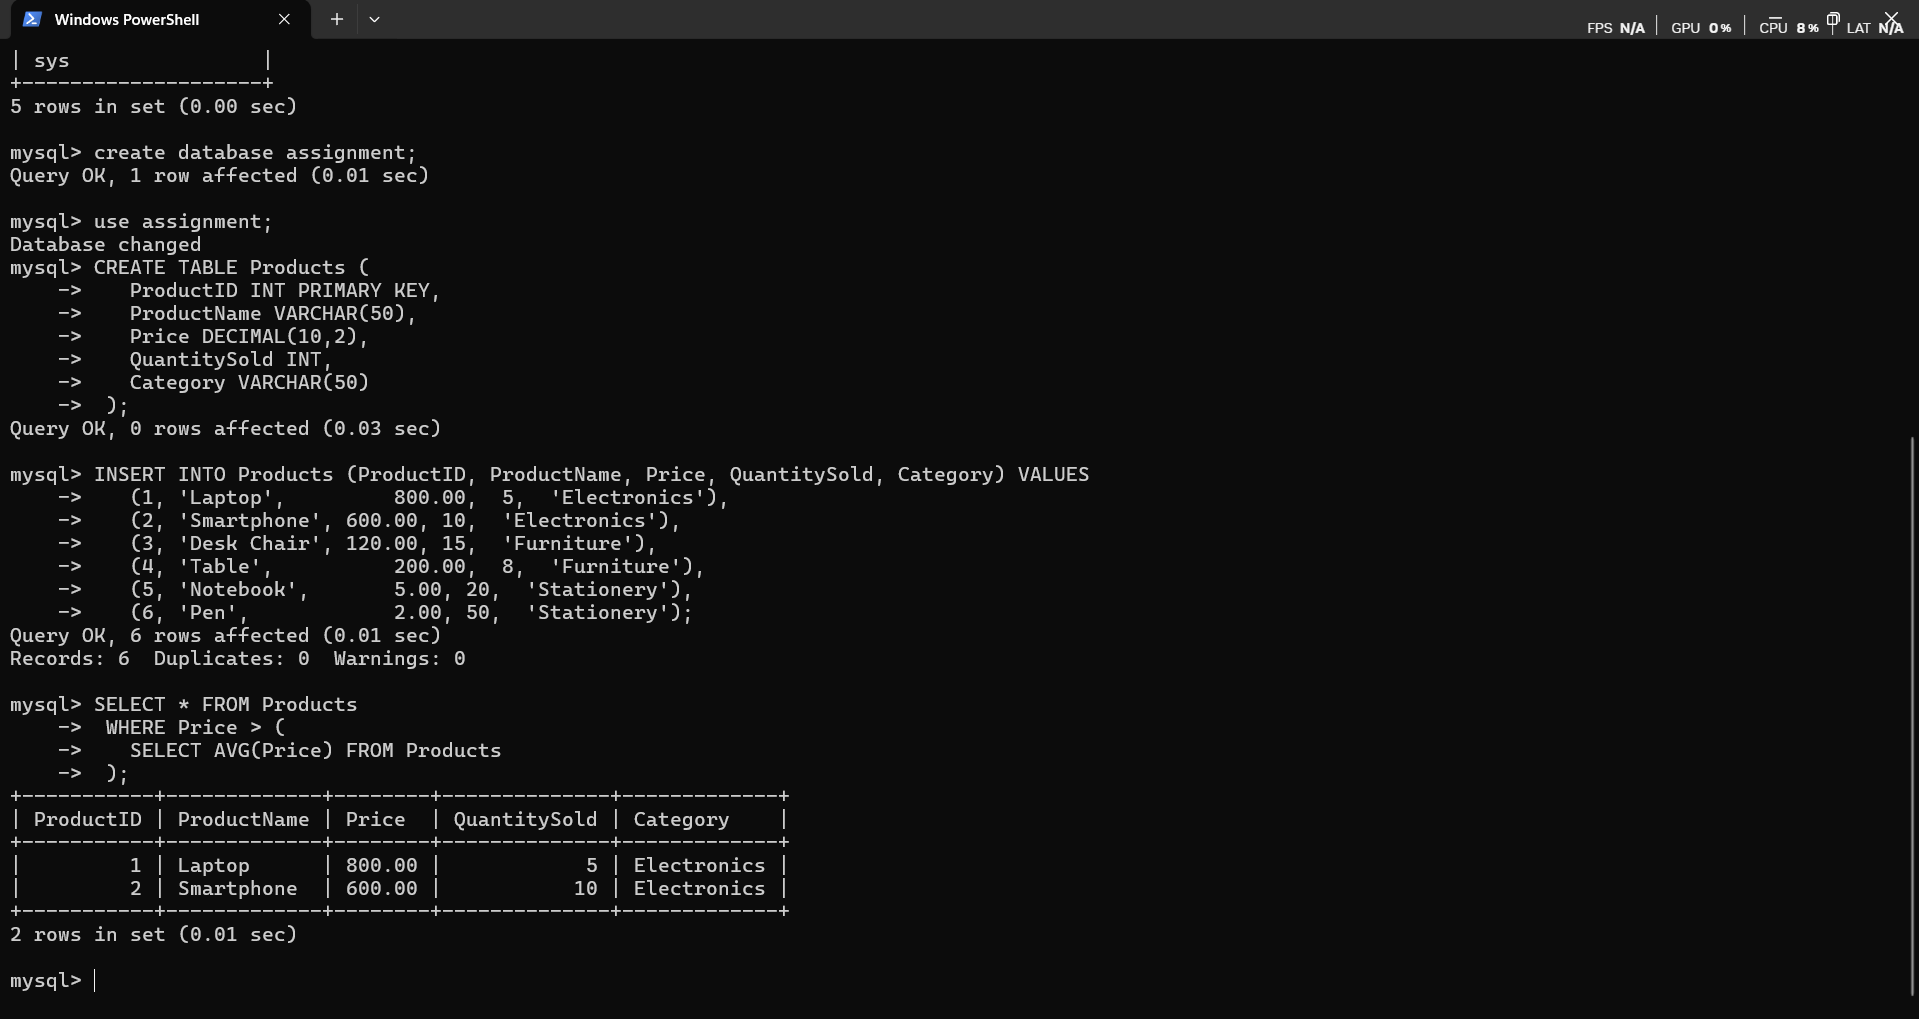 Windows PowerShell
FPS N/A | GPU 0% | CPU 8% | LAT N/A
| sys                |
+--------------------+
5 rows in set (0.00 sec)

mysql> create database assignment;
Query OK, 1 row affected (0.01 sec)

mysql> use assignment;
Database changed
mysql> CREATE TABLE Products (
    ->    ProductID INT PRIMARY KEY,
    ->    ProductName VARCHAR(50),
    ->    Price DECIMAL(10,2),
    ->    QuantitySold INT,
    ->    Category VARCHAR(50)
    ->  );
Query OK, 0 rows affected (0.03 sec)

mysql> INSERT INTO Products (ProductID, ProductName, Price, QuantitySold, Category) VALUES
    ->    (1, 'Laptop',         800.00,  5,  'Electronics'),
    ->    (2, 'Smartphone', 600.00, 10,  'Electronics'),
    ->    (3, 'Desk Chair', 120.00, 15,  'Furniture'),
    ->    (4, 'Table',          200.00,  8,  'Furniture'),
    ->    (5, 'Notebook',       5.00, 20,  'Stationery'),
    ->    (6, 'Pen',            2.00, 50,  'Stationery');
Query OK, 6 rows affected (0.01 sec)
Records: 6  Duplicates: 0  Warnings: 0

mysql> SELECT * FROM Products
    ->  WHERE Price > (
    ->    SELECT AVG(Price) FROM Products
    ->  );
+-----------+-------------+--------+--------------+-------------+
| ProductID | ProductName | Price  | QuantitySold | Category    |
+-----------+-------------+--------+--------------+-------------+
|         1 | Laptop      | 800.00 |            5 | Electronics |
|         2 | Smartphone  | 600.00 |           10 | Electronics |
+-----------+-------------+--------+--------------+-------------+
2 rows in set (0.01 sec)

mysql>